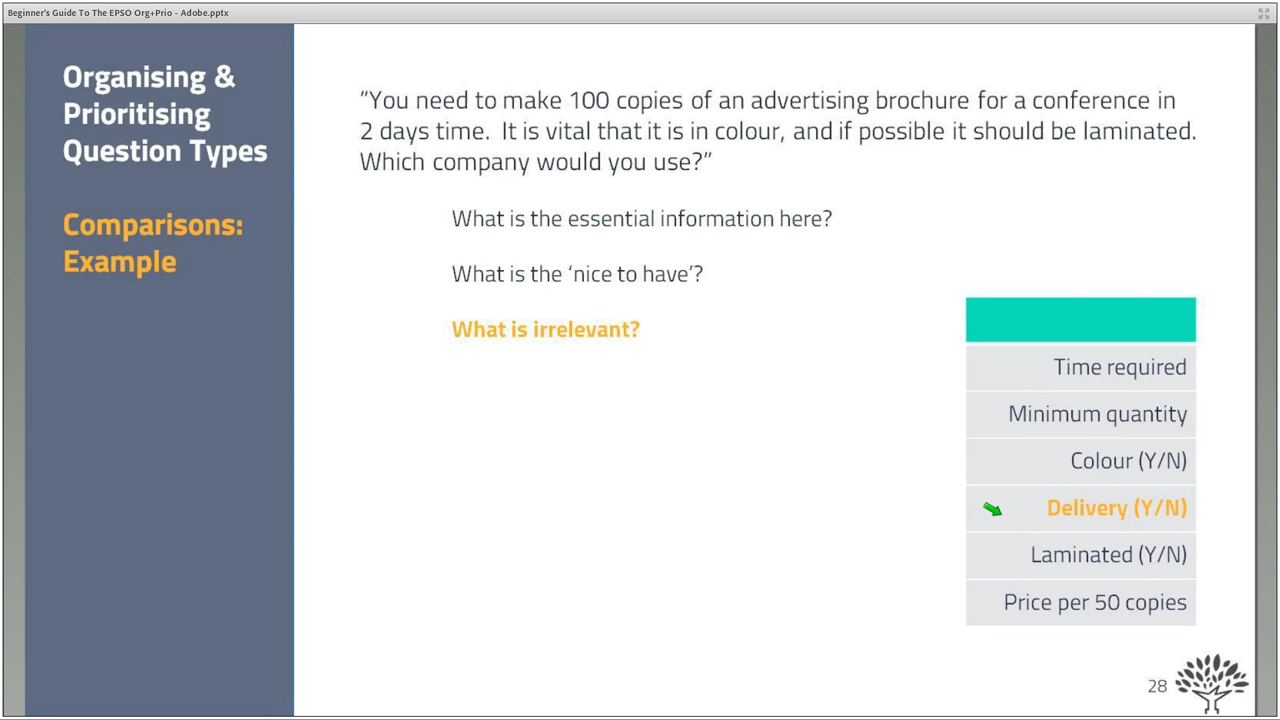 Beginner's Guide To The EPSO Org+Prio - Adobe.pptx
Organising &
Prioritising
Question Types
Comparisons:
Example
”You need to make 100 copies of an advertising brochure for a conference in
2 days time.  It is vital that it is in colour, and if possible it should be laminated.
Which company would you use?”
What is the essential information here?
What is the ‘nice to have’?
What is irrelevant?
Time required
Minimum quantity
Colour (Y/N)
Delivery (Y/N)
Laminated (Y/N)
Price per 50 copies
28